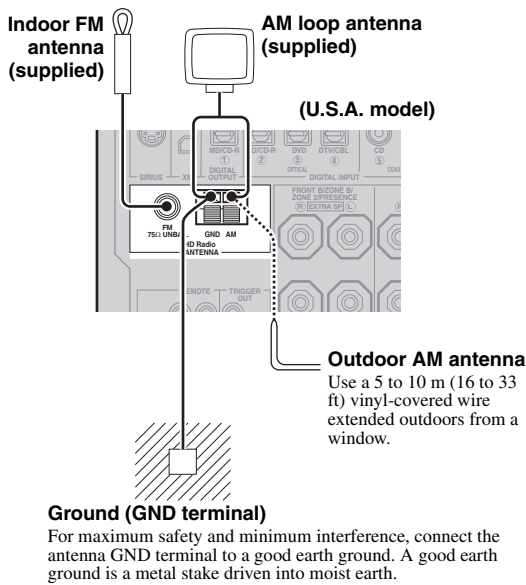 Indoor FM
antenna
(supplied)
AM loop antenna
(supplied)
(U.S.A. model)
MD/CD-R
CD-R
DVD
DTV/CBL
CD
①
②
③
④
⑤
DIGITAL
OUTPUT
OPTICAL
SIRIUS
XM
DIGITAL INPUT
FRONT B/ZONE B/
ZONE 2/PRESENCE
R EXTRA SP L
FM
75Ω UNBAL.
GND AM
HD Radio
ANTENNA
REMOTE
TRIGGER
OUT
Outdoor AM antenna
Use a 5 to 10 m (16 to 33
ft) vinyl-covered wire
extended outdoors from a
window.
Ground (GND terminal)
For maximum safety and minimum interference, connect the
antenna GND terminal to a good earth ground. A good earth
ground is a metal stake driven into moist earth.